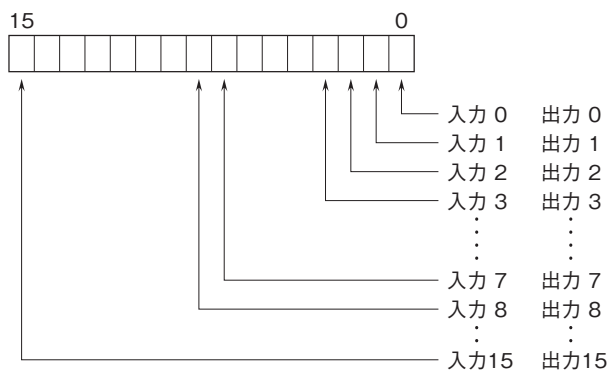 15 0
入力 0 出力 0
入力 1 出力 1
入力 2 出力 2
入力 3 出力 3
入力 7 出力 7
入力 8 出力 8
入力15 出力15